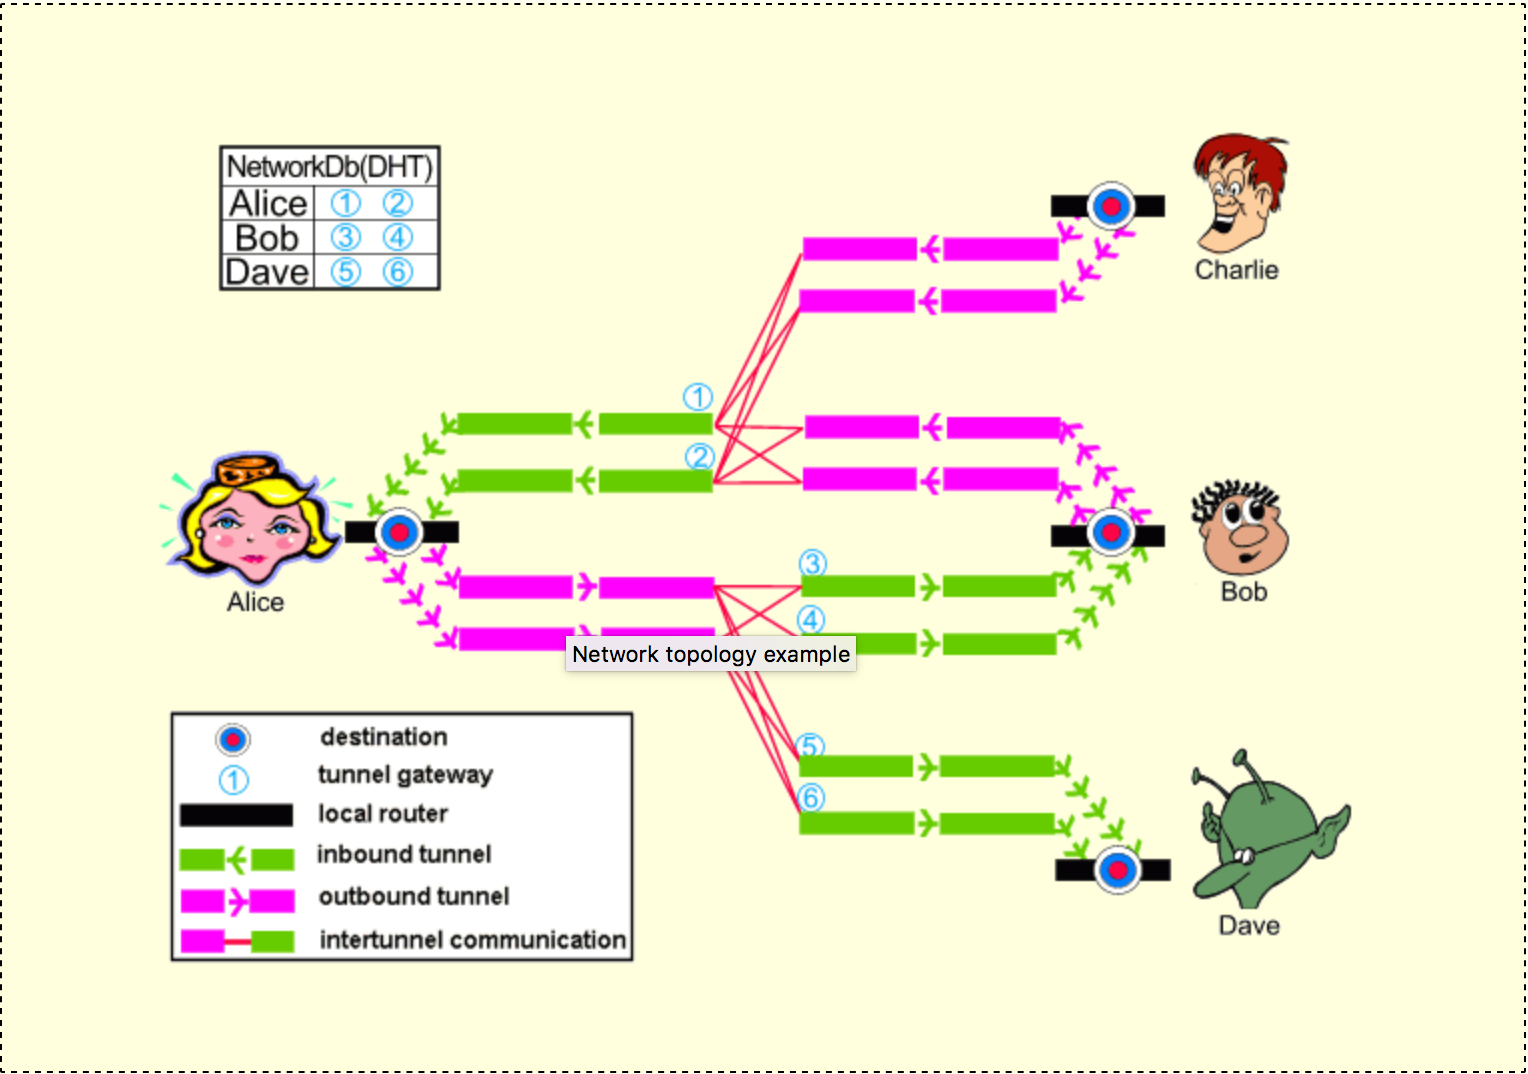 NetworkDb(DHT)
Alice ① ②
Bob ③ ④
Dave ⑤ ⑥
Charlie
①
②
Alice
③
④
Bob
Network topology example
⑤
⑥
Dave
destination
① tunnel gateway
local router
inbound tunnel
outbound tunnel
intertunnel communication